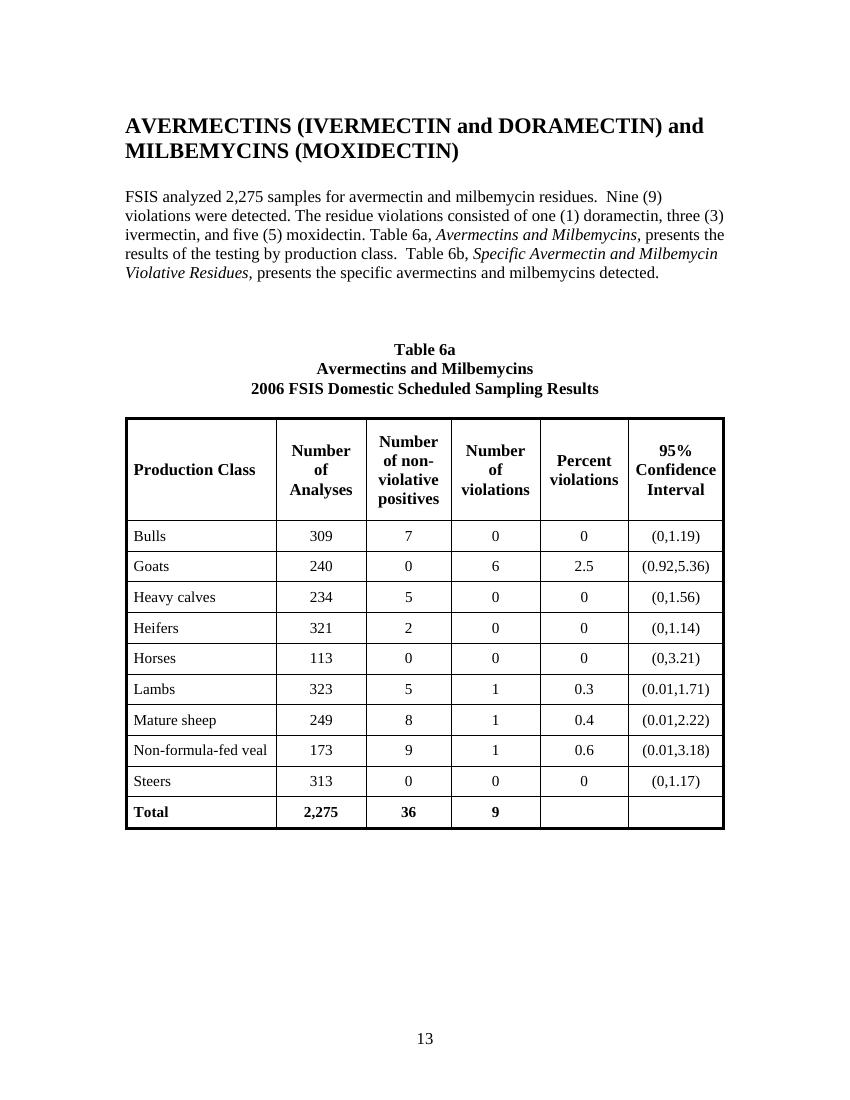 AVERMECTINS (IVERMECTIN and DORAMECTIN) and
MILBEMYCINS (MOXIDECTIN)
FSIS analyzed 2,275 samples for avermectin and milbemycin residues.  Nine (9)
violations were detected. The residue violations consisted of one (1) doramectin, three (3)
ivermectin, and five (5) moxidectin. Table 6a, Avermectins and Milbemycins, presents the
results of the testing by production class.  Table 6b, Specific Avermectin and Milbemycin
Violative Residues, presents the specific avermectins and milbemycins detected.
Table 6a
Avermectins and Milbemycins
2006 FSIS Domestic Scheduled Sampling Results
Production Class | Number of Analyses | Number of non-violative positives | Number of violations | Percent violations | 95% Confidence Interval
Bulls 309 7 0 0 (0,1.19)
Goats 240 0 6 2.5 (0.92,5.36)
Heavy calves 234 5 0 0 (0,1.56)
Heifers 321 2 0 0 (0,1.14)
Horses 113 0 0 0 (0,3.21)
Lambs 323 5 1 0.3 (0.01,1.71)
Mature sheep 249 8 1 0.4 (0.01,2.22)
Non-formula-fed veal 173 9 1 0.6 (0.01,3.18)
Steers 313 0 0 0 (0,1.17)
Total 2,275 36 9
13